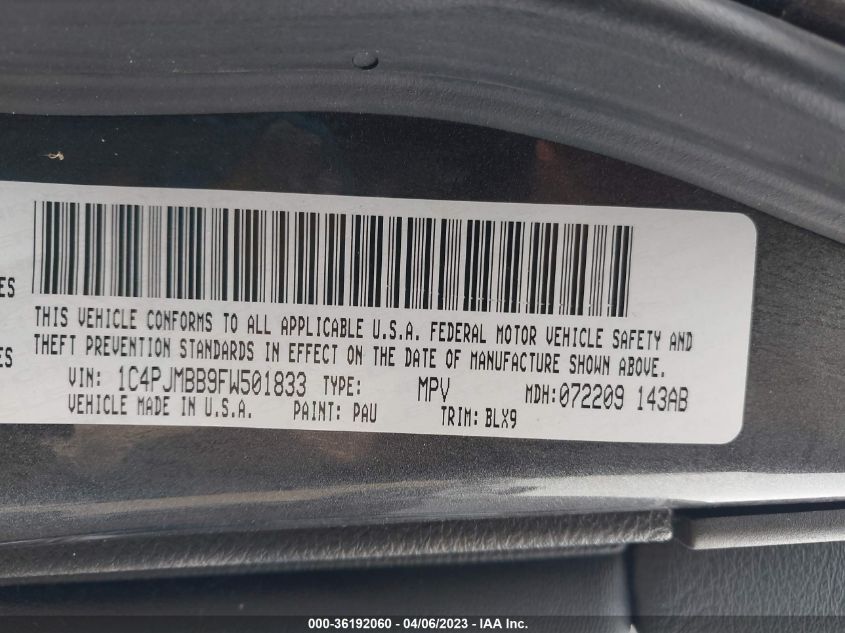 THIS VEHICLE CONFORMS TO ALL APPLICABLE U.S.A. FEDERAL MOTOR VEHICLE SAFETY AND
THEFT PREVENTION STANDARDS IN EFFECT ON THE DATE OF MANUFACTURE SHOWN ABOVE.
VIN: 1C4PJMBB9FW501833 TYPE: MPV MDH:072209 143AB
VEHICLE MADE IN U.S.A. PAINT: PAU TRIM: BLX9
000-36192060 - 04/06/2023 - IAA Inc.